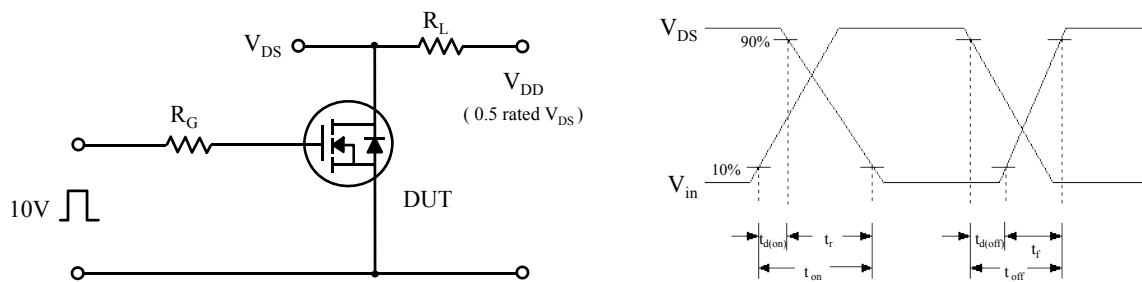 R_L
V_DS
V_DD
( 0.5 rated V_DS )
R_G
DUT
10V
V_DS
90%
10%
V_in
t_d(on)
t_r
t_on
t_d(off)
t_f
t_off